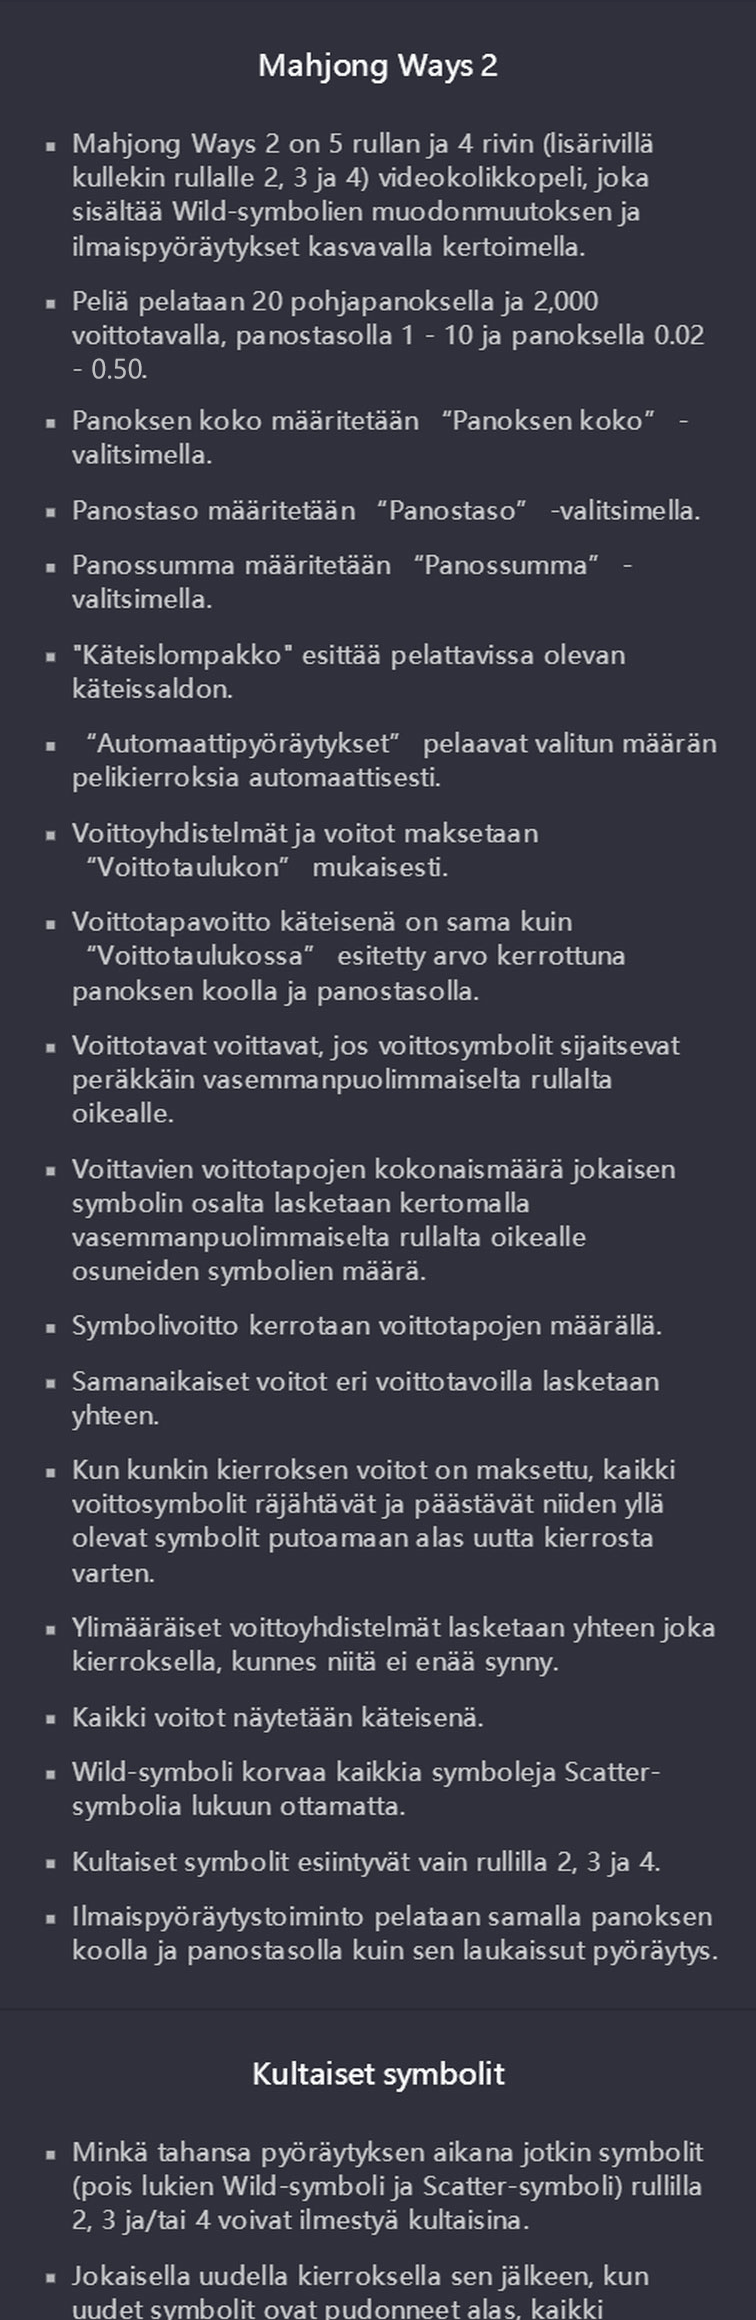 Mahjong Ways 2
▪ Mahjong Ways 2 on 5 rullan ja 4 rivin (lisärivillä
kullekin rullalle 2, 3 ja 4) videokolikkopeli, joka
sisältää Wild-symbolien muodonmuutoksen ja
ilmaispyöräytykset kasvavalla kertoimella.
▪ Peliä pelataan 20 pohjapanoksella ja 2,000
voittotavalla, panostasolla 1 - 10 ja panoksella 0.02
- 0.50.
▪ Panoksen koko määritetään “Panoksen koko” -
valitsimella.
▪ Panostaso määritetään “Panostaso” -valitsimella.
▪ Panossumma määritetään “Panossumma” -
valitsimella.
▪ "Käteislompakko" esittää pelattavissa olevan
käteissaldon.
▪ “Automaattipyöräytykset” pelaavat valitun määrän
pelikierroksia automaattisesti.
▪ Voittoyhdistelmät ja voitot maksetaan
“Voittotaulukon” mukaisesti.
▪ Voittotapavoitto käteisenä on sama kuin
“Voittotaulukossa” esitetty arvo kerrottuna
panoksen koolla ja panostasolla.
▪ Voittotavat voittavat, jos voittosymbolit sijaitsevat
peräkkäin vasemmanpuolimmaiselta rullalta
oikealle.
▪ Voittavien voittotapojen kokonaismäärä jokaisen
symbolin osalta lasketaan kertomalla
vasemmanpuolimmaiselta rullalta oikealle
osuneiden symbolien määrä.
▪ Symbolivoitto kerrotaan voittotapojen määrällä.
▪ Samanaikaiset voitot eri voittotavoilla lasketaan
yhteen.
▪ Kun kunkin kierroksen voitot on maksettu, kaikki
voittosymbolit räjähtävät ja päästävät niiden yllä
olevat symbolit putoamaan alas uutta kierrosta
varten.
▪ Ylimääräiset voittoyhdistelmät lasketaan yhteen joka
kierroksella, kunnes niitä ei enää synny.
▪ Kaikki voitot näytetään käteisenä.
▪ Wild-symboli korvaa kaikkia symboleja Scatter-
symbolia lukuun ottamatta.
▪ Kultaiset symbolit esiintyvät vain rullilla 2, 3 ja 4.
▪ Ilmaispyöräytystoiminto pelataan samalla panoksen
koolla ja panostasolla kuin sen laukaissut pyöräytys.
Kultaiset symbolit
▪ Minkä tahansa pyöräytyksen aikana jotkin symbolit
(pois lukien Wild-symboli ja Scatter-symboli) rullilla
2, 3 ja/tai 4 voivat ilmestyä kultaisina.
▪ Jokaisella uudella kierroksella sen jälkeen, kun
uudet symbolit ovat pudonneet alas, kaikki